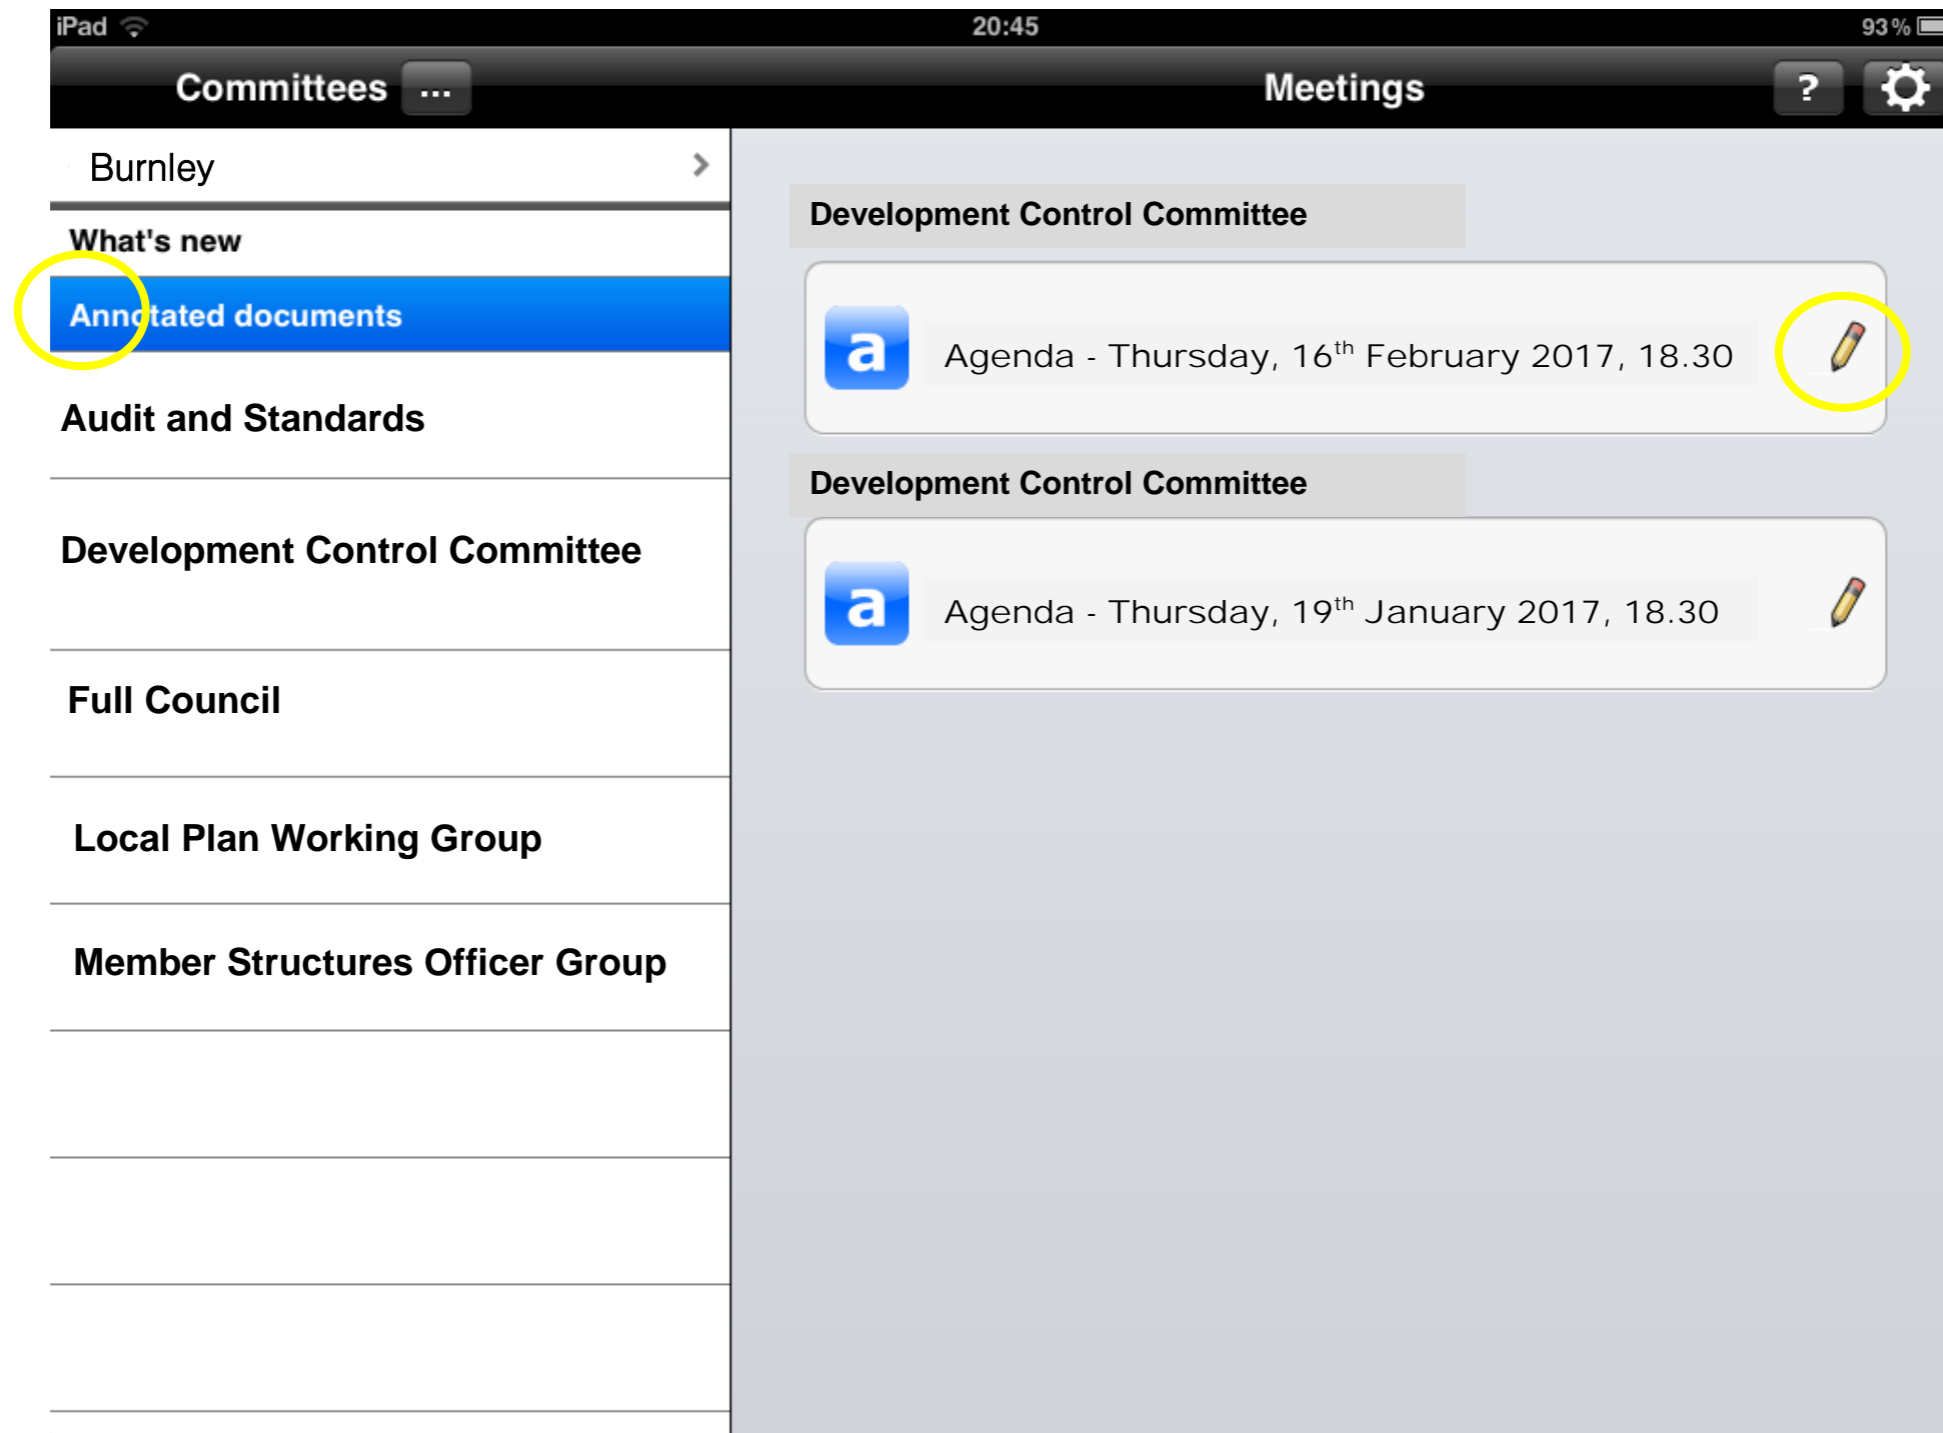 iPad 20:45 93%
Committees ... Meetings ?
Burnley
What's new
Annotated documents
Audit and Standards
Development Control Committee
Full Council
Local Plan Working Group
Member Structures Officer Group
Development Control Committee
a Agenda - Thursday, 16th February 2017, 18.30
Development Control Committee
a Agenda - Thursday, 19th January 2017, 18.30